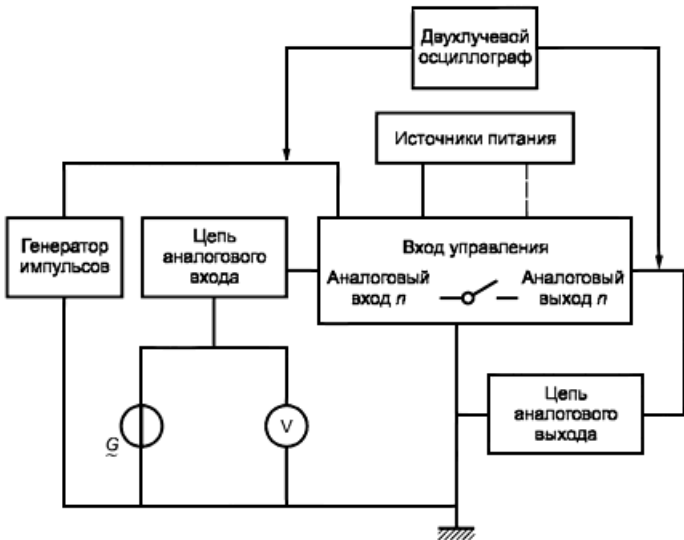 Двухлучевой
осциллограф
Источники питания
Генератор
импульсов
Цепь
аналогового
входа
Вход управления
Аналоговый
вход n
Аналоговый
выход n
G
~
V
Цепь
аналогового
выхода